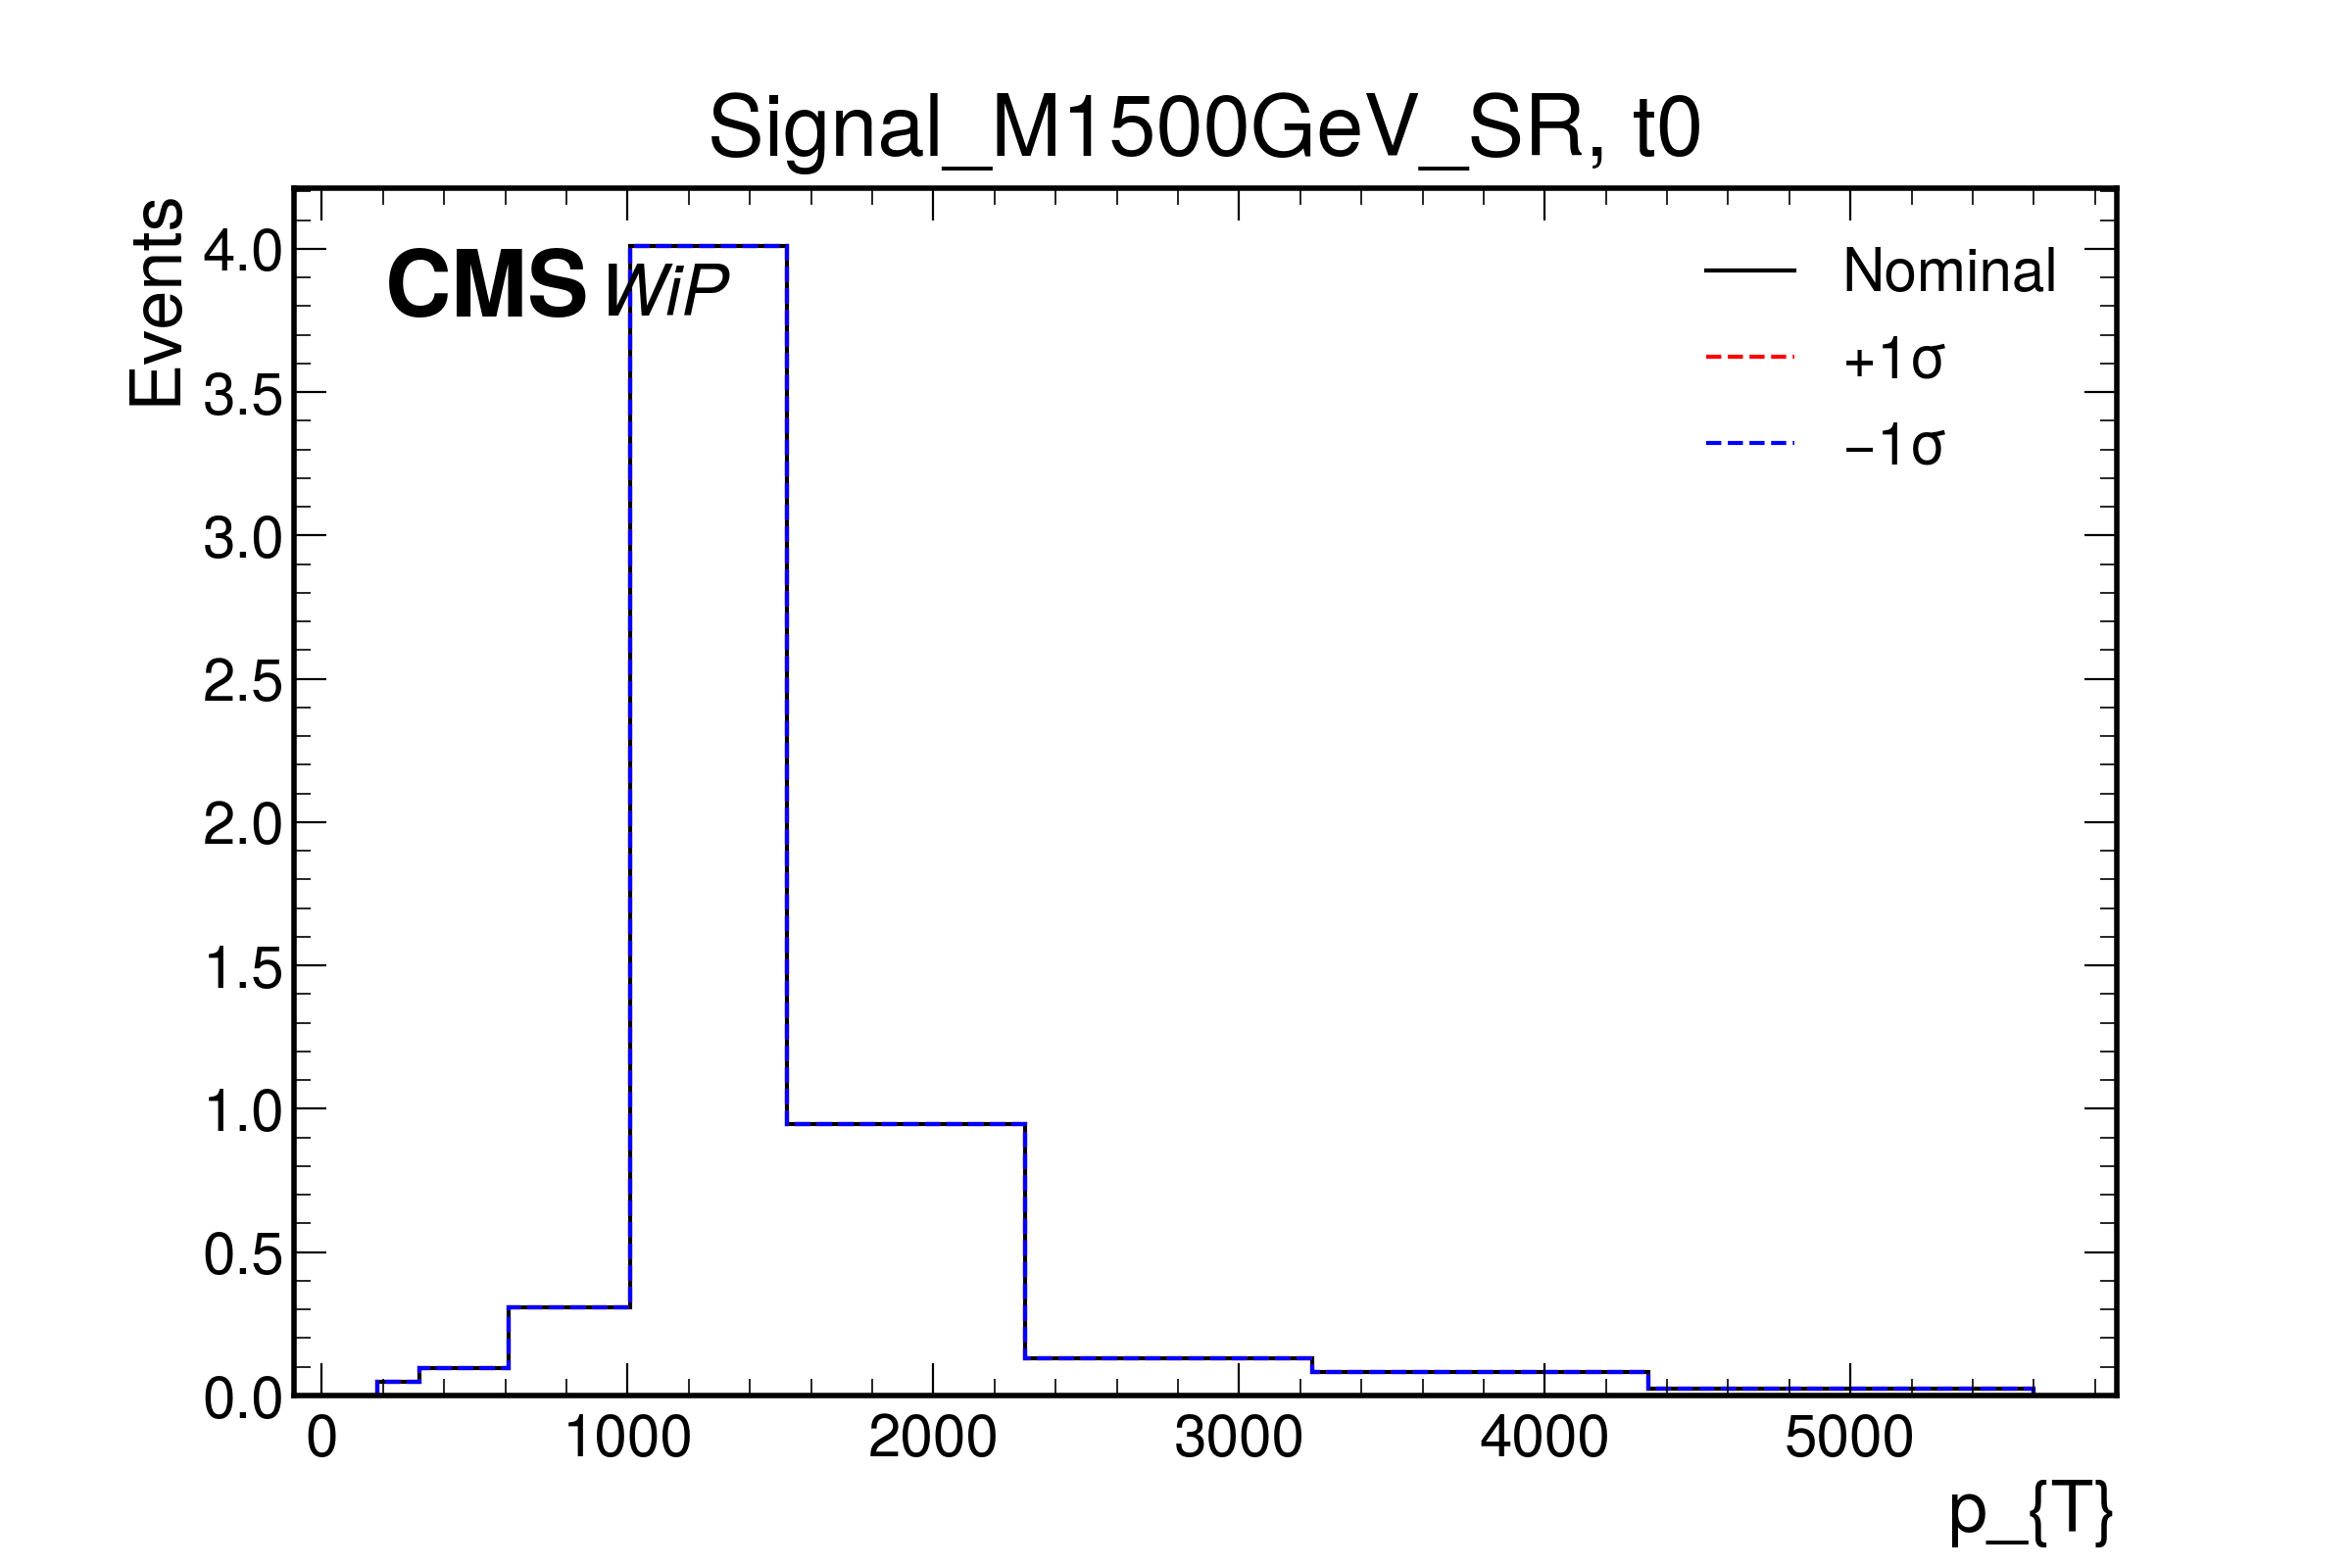 Signal_M1500GeV_SR, t0
Events
CMS WiP
Nominal
+1σ
−1σ
4.0
3.5
3.0
2.5
2.0
1.5
1.0
0.5
0.0
0 1000 2000 3000 4000 5000
p_{T}